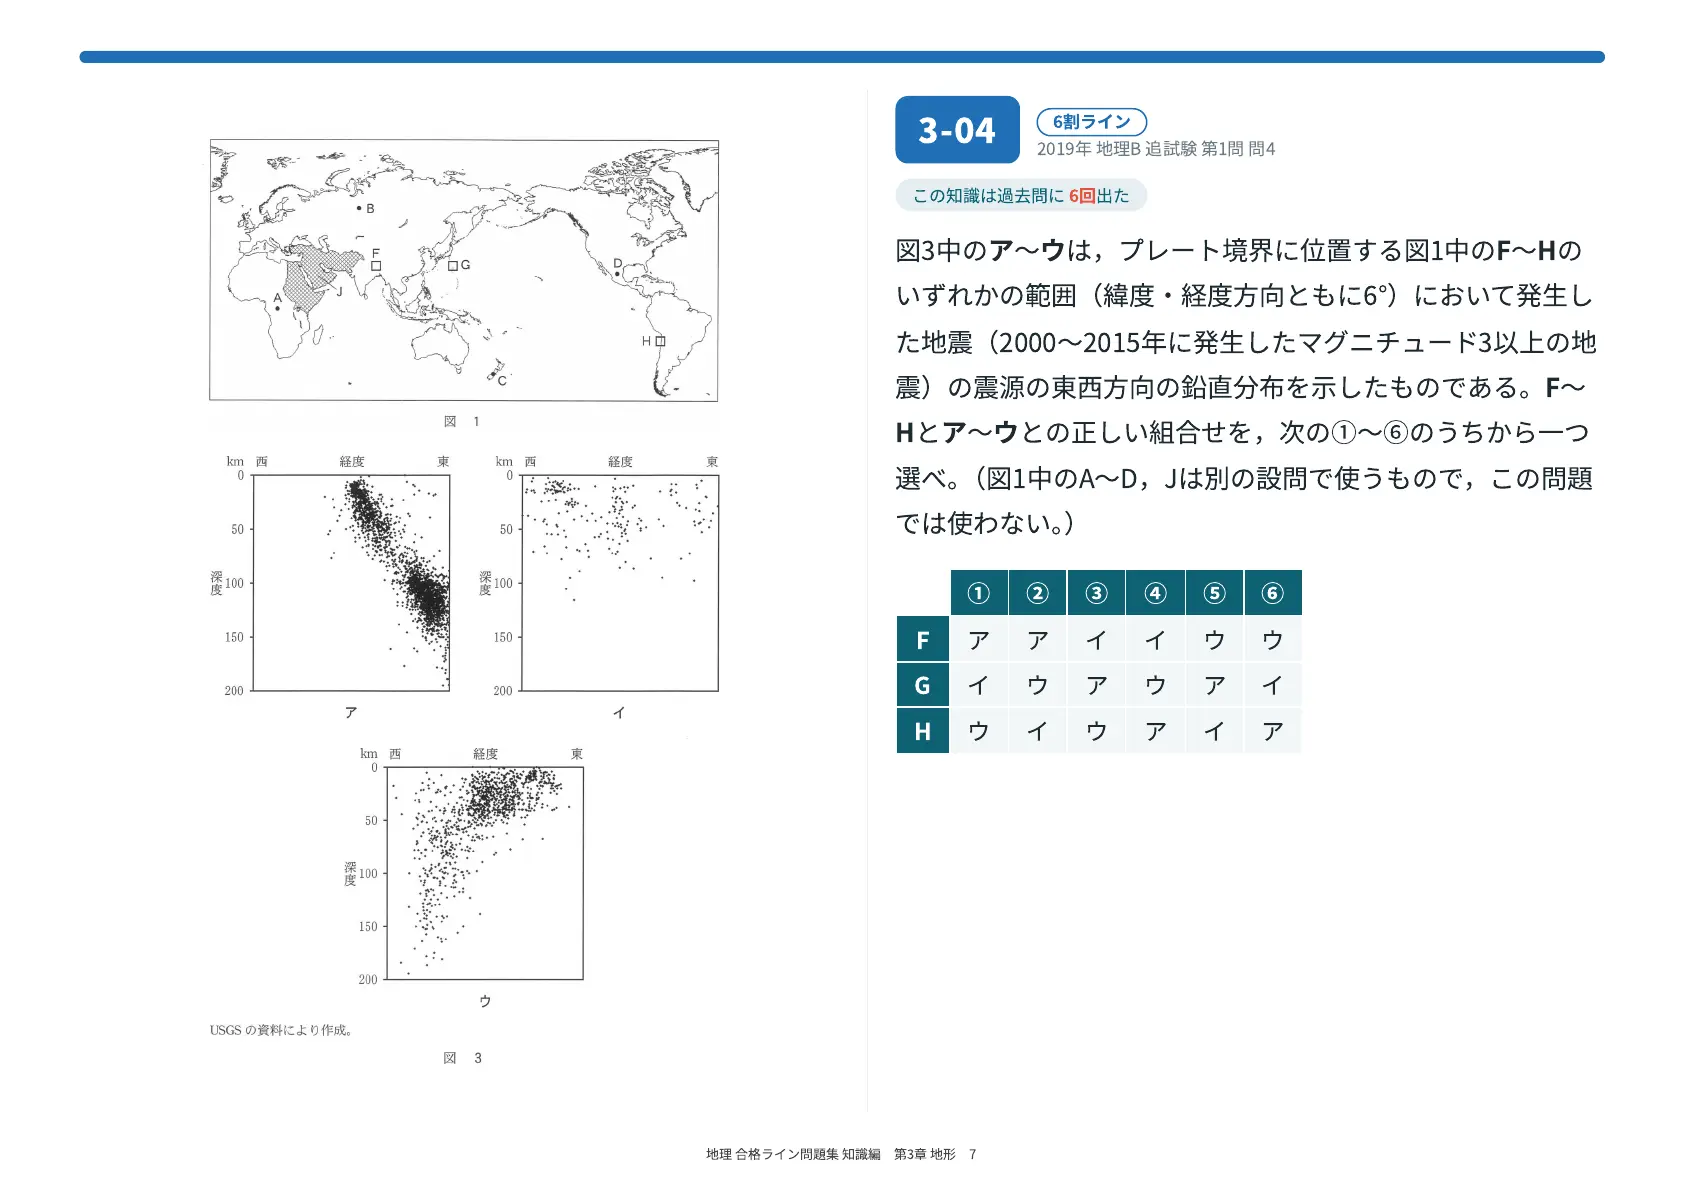 B
F
G
D
A
J
H
C
図 1
km 西 経度 東
0
50
深度 100
150
200
ア
km 西 経度 東
0
50
深度 100
150
200
イ
km 西 経度 東
0
50
深度 100
150
200
ウ
USGS の資料により作成。
図 3
3-04
6割ライン
2019年 地理B 追試験 第1問 問4
この知識は過去問に 6回出た
図3中のア～ウは，プレート境界に位置する図1中のF～Hの
いずれかの範囲（緯度・経度方向ともに6°）において発生し
た地震（2000～2015年に発生したマグニチュード3以上の地
震）の震源の東西方向の鉛直分布を示したものである。F～
Hとア～ウとの正しい組合せを，次の①～⑥のうちから一つ
選べ。（図1中のA～D，Jは別の設問で使うもので，この問題
では使わない。）
① ② ③ ④ ⑤ ⑥
F ア ア イ イ ウ ウ
G イ ウ ア ウ ア イ
H ウ イ ウ ア イ ア
地理 合格ライン問題集 知識編 第3章 地形 7